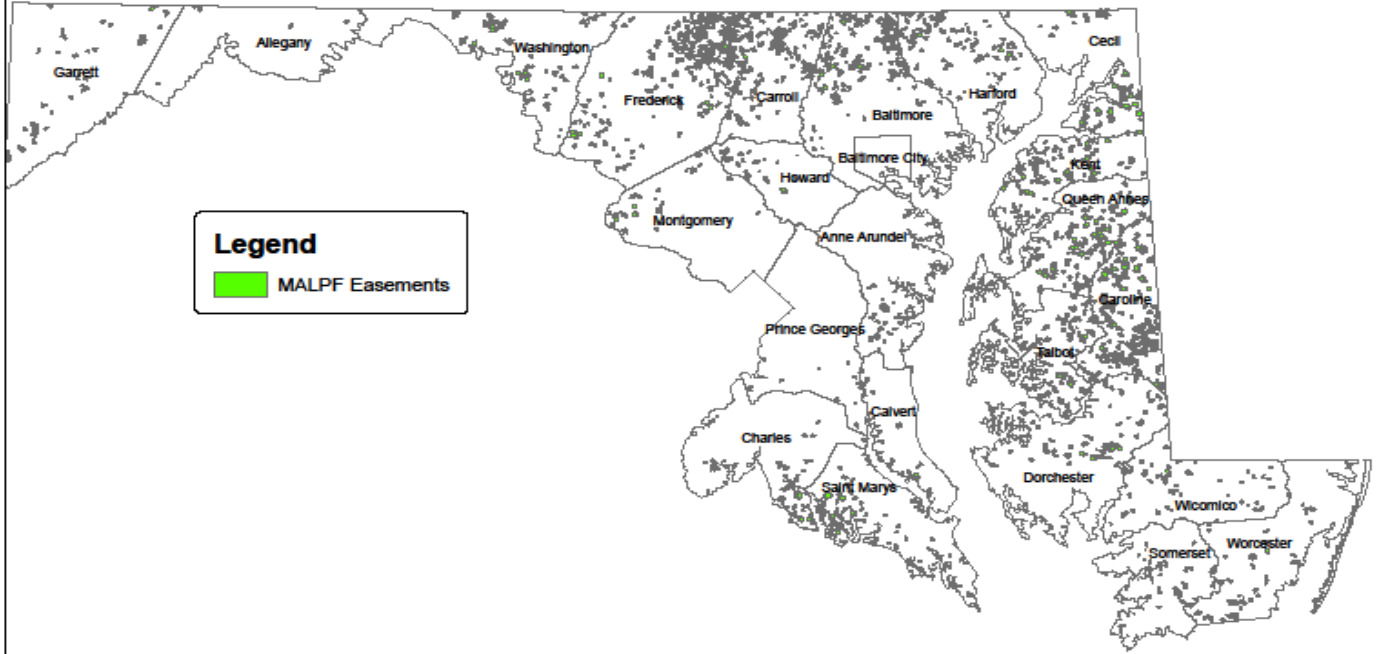 Allegany
Cecil
Washington
Garrett
Harford
Frederick
Carroll
Baltimore
Baltimore City
Kent
Howard
Queen Annes
Montgomery
Anne Arundel
Legend
MALPF Easements
Caroline
Prince Georges
Talbot
Calvert
Charles
Dorchester
Saint Marys
Wicomico
Worcester
Somerset